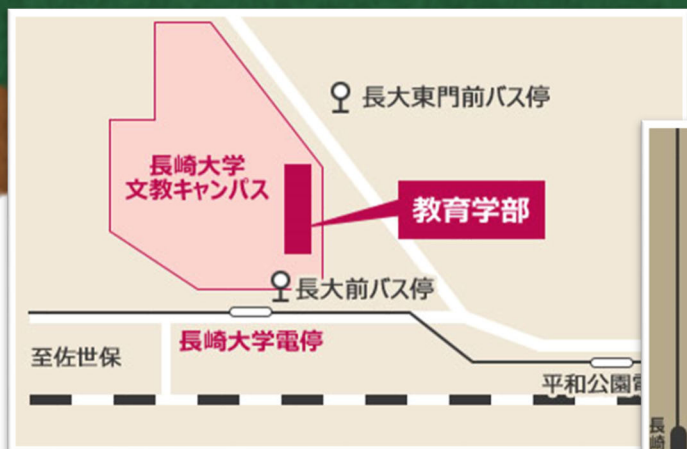 長大東門前バス停
長崎大学
文教キャンパス
教育学部
長大前バス停
長崎大学電停
至佐世保
平和公園
長崎